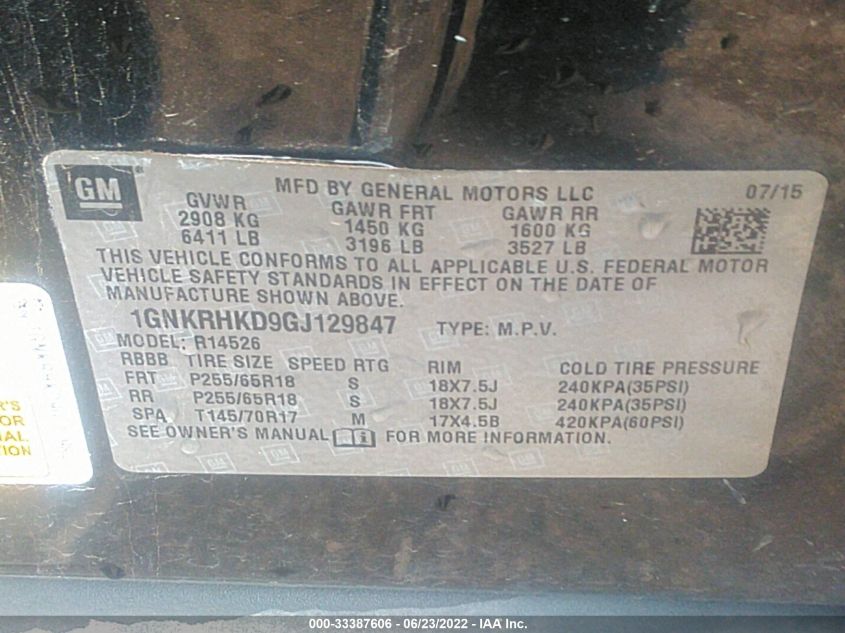 GM
MFD BY GENERAL MOTORS LLC 07/15
GVWR GAWR FRT GAWR RR
2908 KG 1450 KG 1600 KG
6411 LB 3196 LB 3527 LB
THIS VEHICLE CONFORMS TO ALL APPLICABLE U.S. FEDERAL MOTOR
VEHICLE SAFETY STANDARDS IN EFFECT ON THE DATE OF
MANUFACTURE SHOWN ABOVE.
1GNKRHKD9GJ129847 TYPE: M.P.V.
MODEL: R14526
RBBB TIRE SIZE SPEED RTG RIM COLD TIRE PRESSURE
FRT P255/65R18 S 18X7.5J 240KPA(35PSI)
RR P255/65R18 S 18X7.5J 240KPA(35PSI)
SPA T145/70R17 M 17X4.5B 420KPA(60PSI)
SEE OWNER'S MANUAL FOR MORE INFORMATION.
R'S
OR
IAL
TION
000-33387606 - 06/23/2022 - IAA Inc.